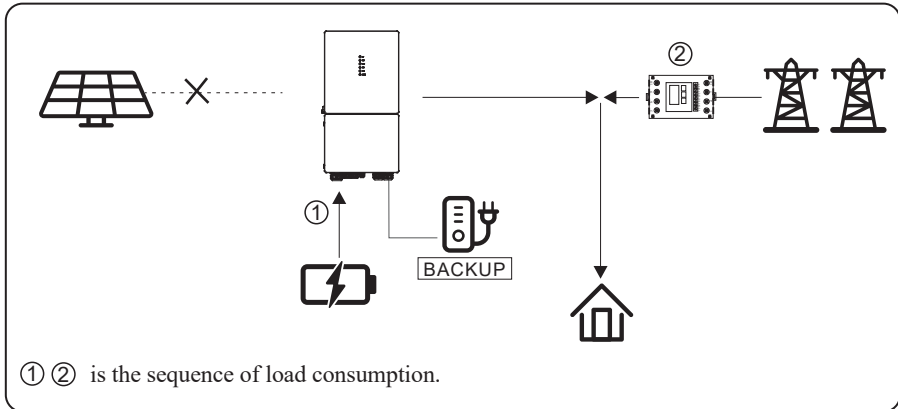 ②
①
BACKUP
① ② is the sequence of load consumption.